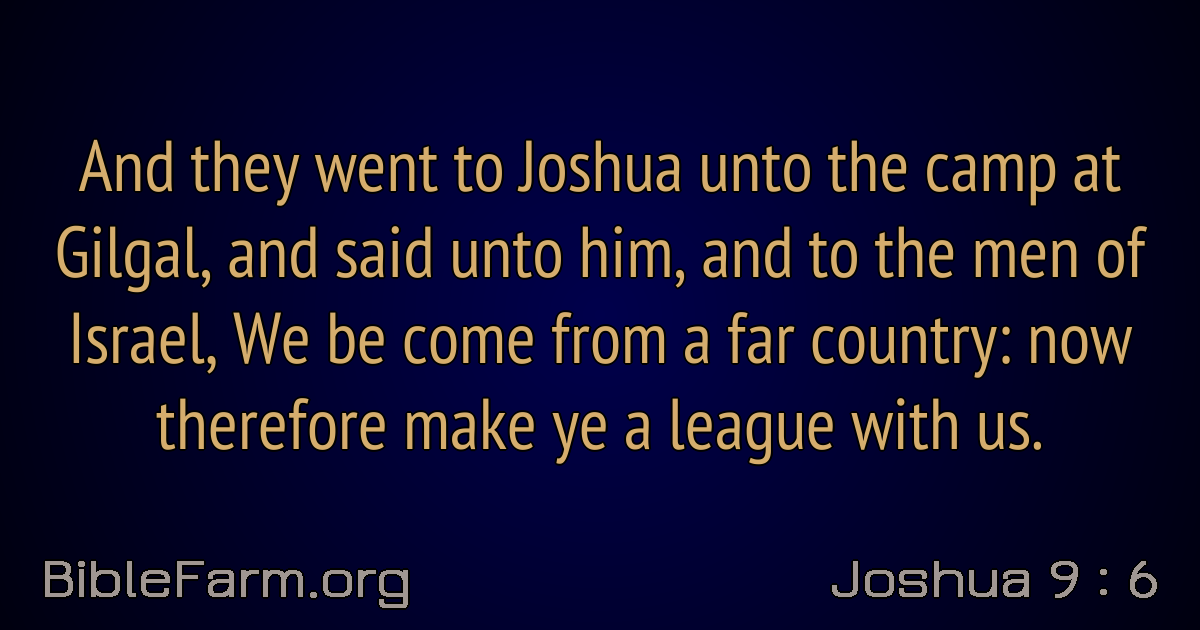 And they went to Joshua unto the camp at
Gilgal, and said unto him, and to the men of
Israel, We be come from a far country: now
therefore make ye a league with us.
BibleFarm.org
Joshua 9 : 6